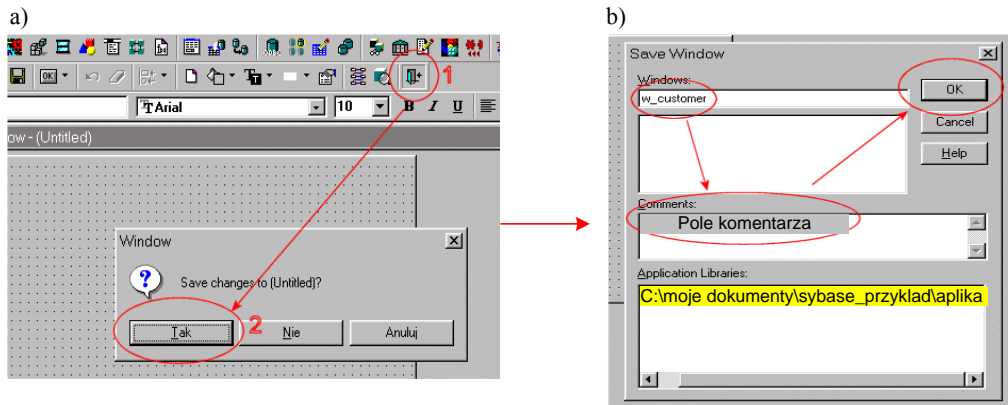 a)
1
Arial
10
B I U
ow - (Untitled)
Window
Save changes to (Untitled)?
Tak
2
Nie
Anuluj
b)
Save Window
Windows:
w_customer
OK
Cancel
Help
Comments:
Pole komentarza
Application Libraries:
C:\moje dokumenty\sybase_przyklad\aplika